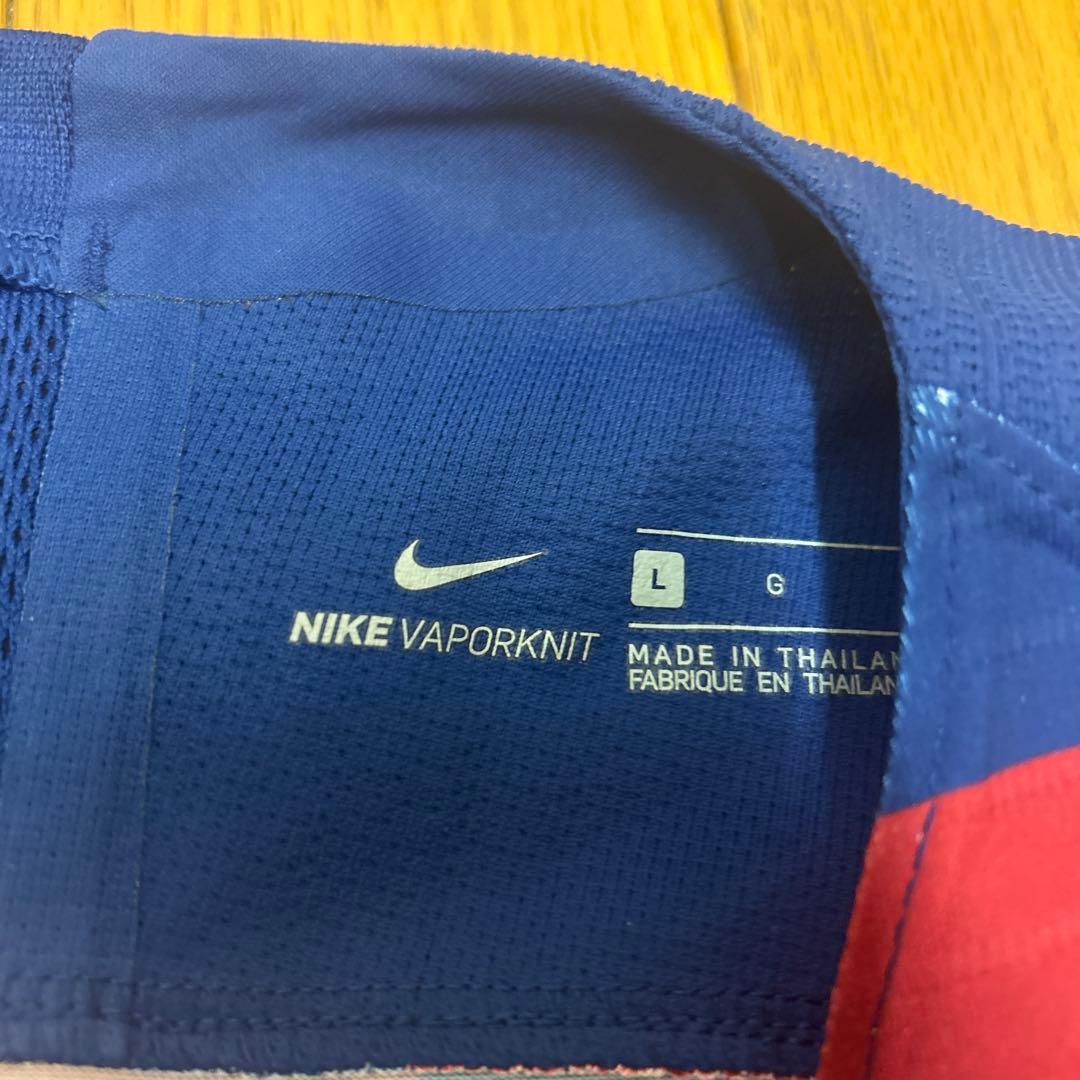 NIKE VAPORKNIT
L G
MADE IN THAILAN
FABRIQUE EN THAILAN